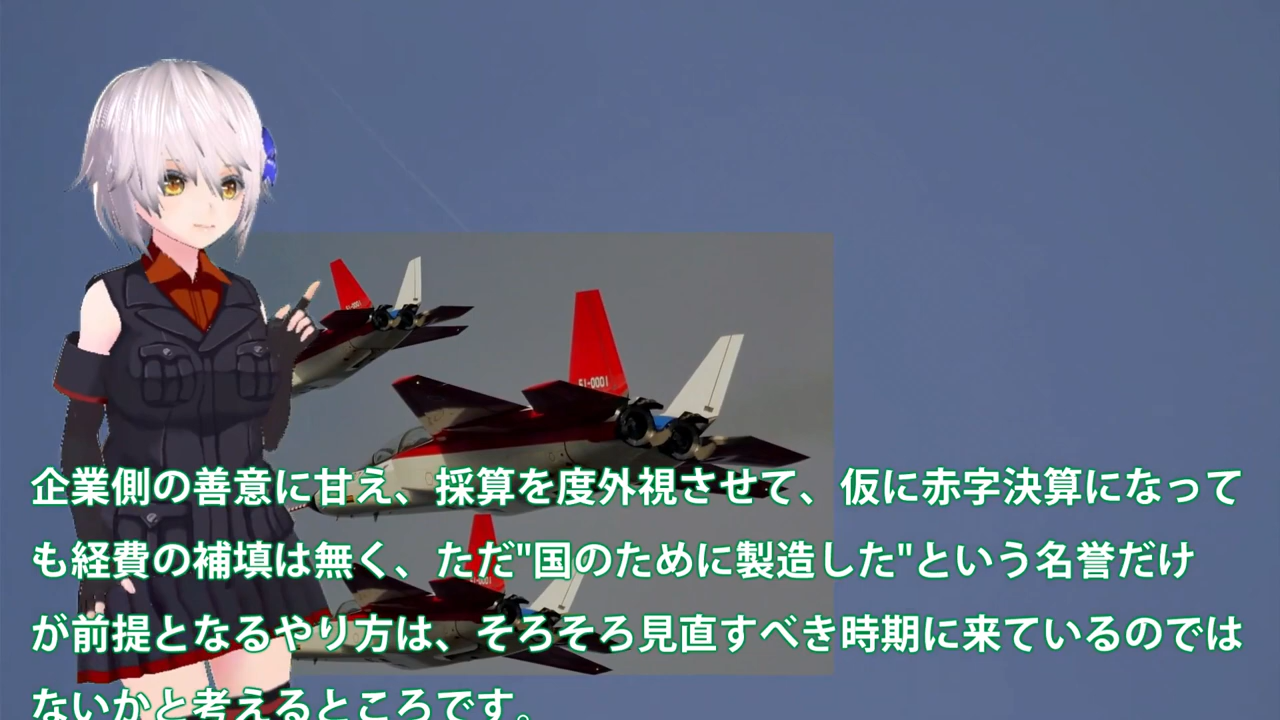 51-0001
51-0001
企業側の善意に甘え、採算を度外視させて、仮に赤字決算になって
も経費の補填は無く、ただ"国のために製造した"という名誉だけ
が前提となるやり方は、そろそろ見直すべき時期に来ているのでは
ないかと考えるところです。